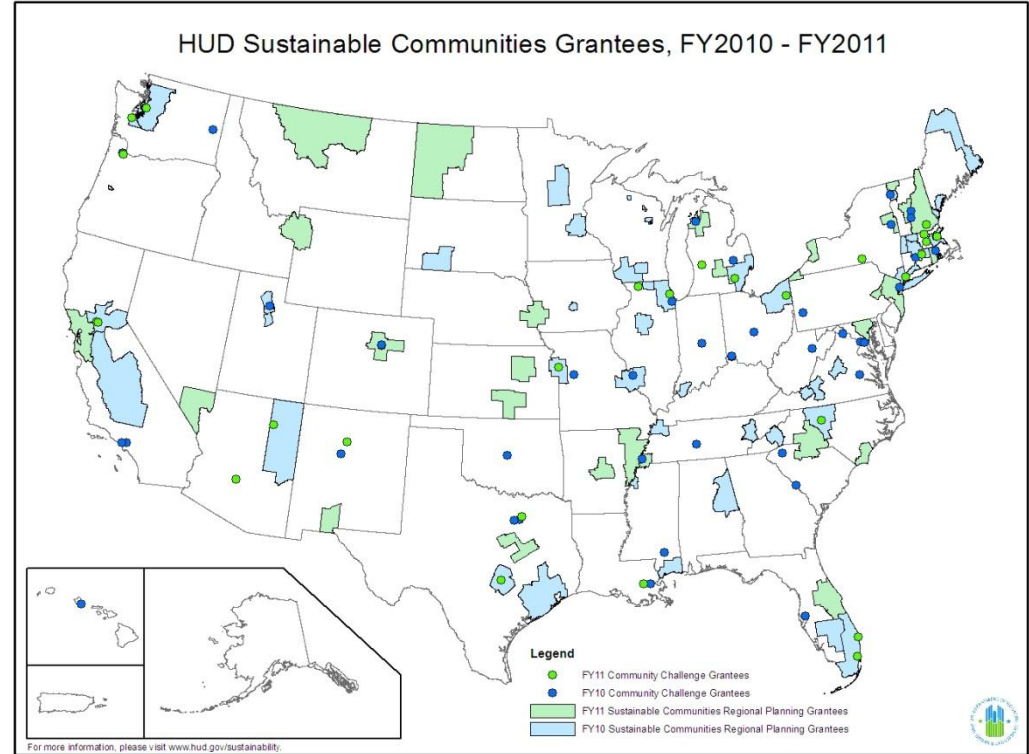 HUD Sustainable Communities Grantees, FY2010 - FY2011
Legend
FY11 Community Challenge Grantees
FY10 Community Challenge Grantees
FY11 Sustainable Communities Regional Planning Grantees
FY10 Sustainable Communities Regional Planning Grantees
For more information, please visit www.hud.gov/sustainability.